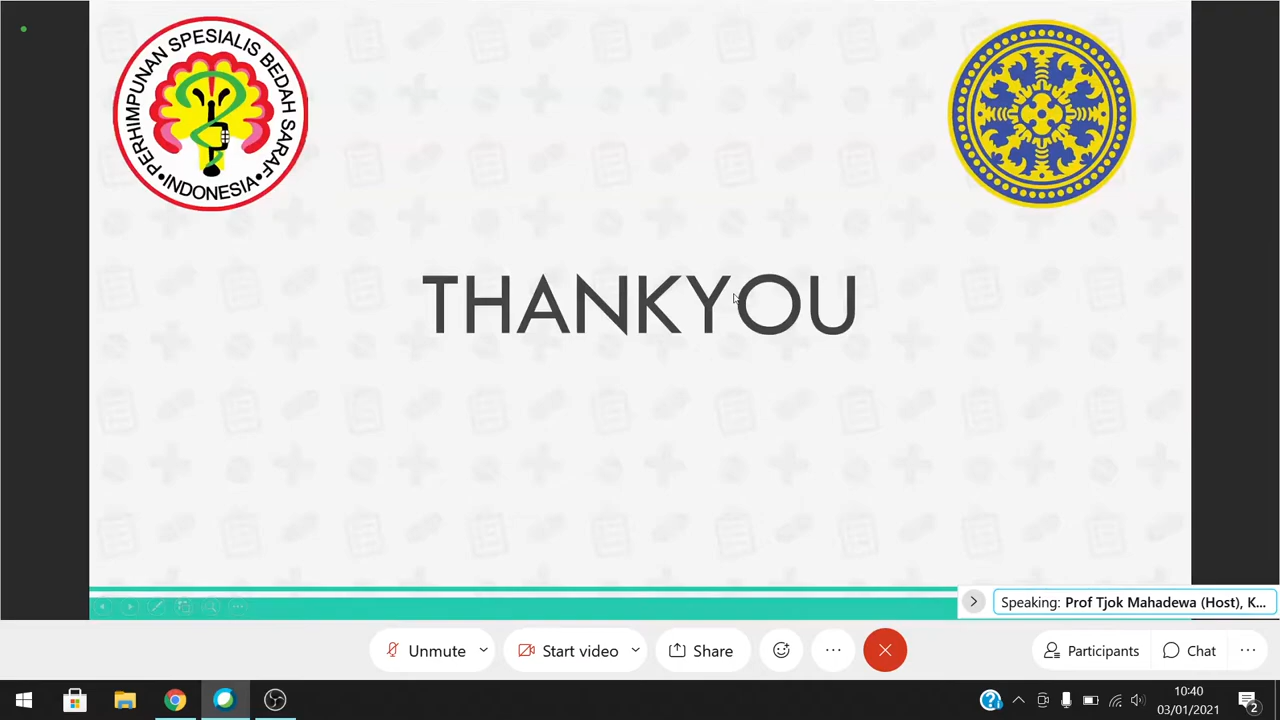 PERHIMPUNAN SPESIALIS BEDAH SARAF
•INDONESIA•
THANKYOU
Speaking: Prof Tjok Mahadewa (Host), K...
Unmute
Start video
Share
Participants
Chat
10:40
03/01/2021
2